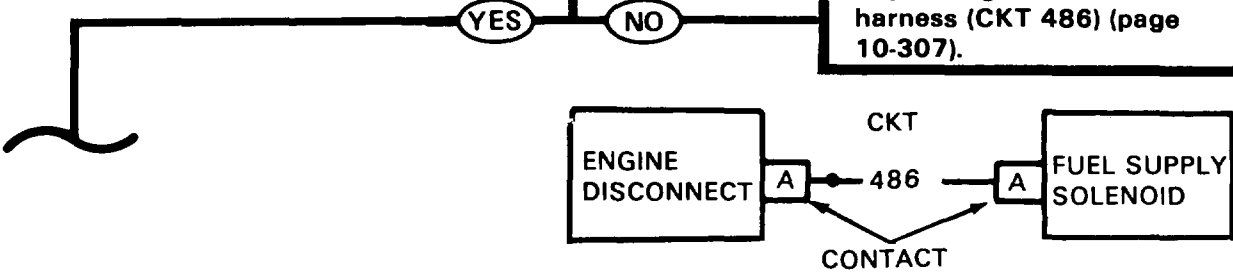 YES
NO
harness (CKT 486) (page
10-307).
CKT
ENGINE
DISCONNECT
A
486
A
FUEL SUPPLY
SOLENOID
CONTACT